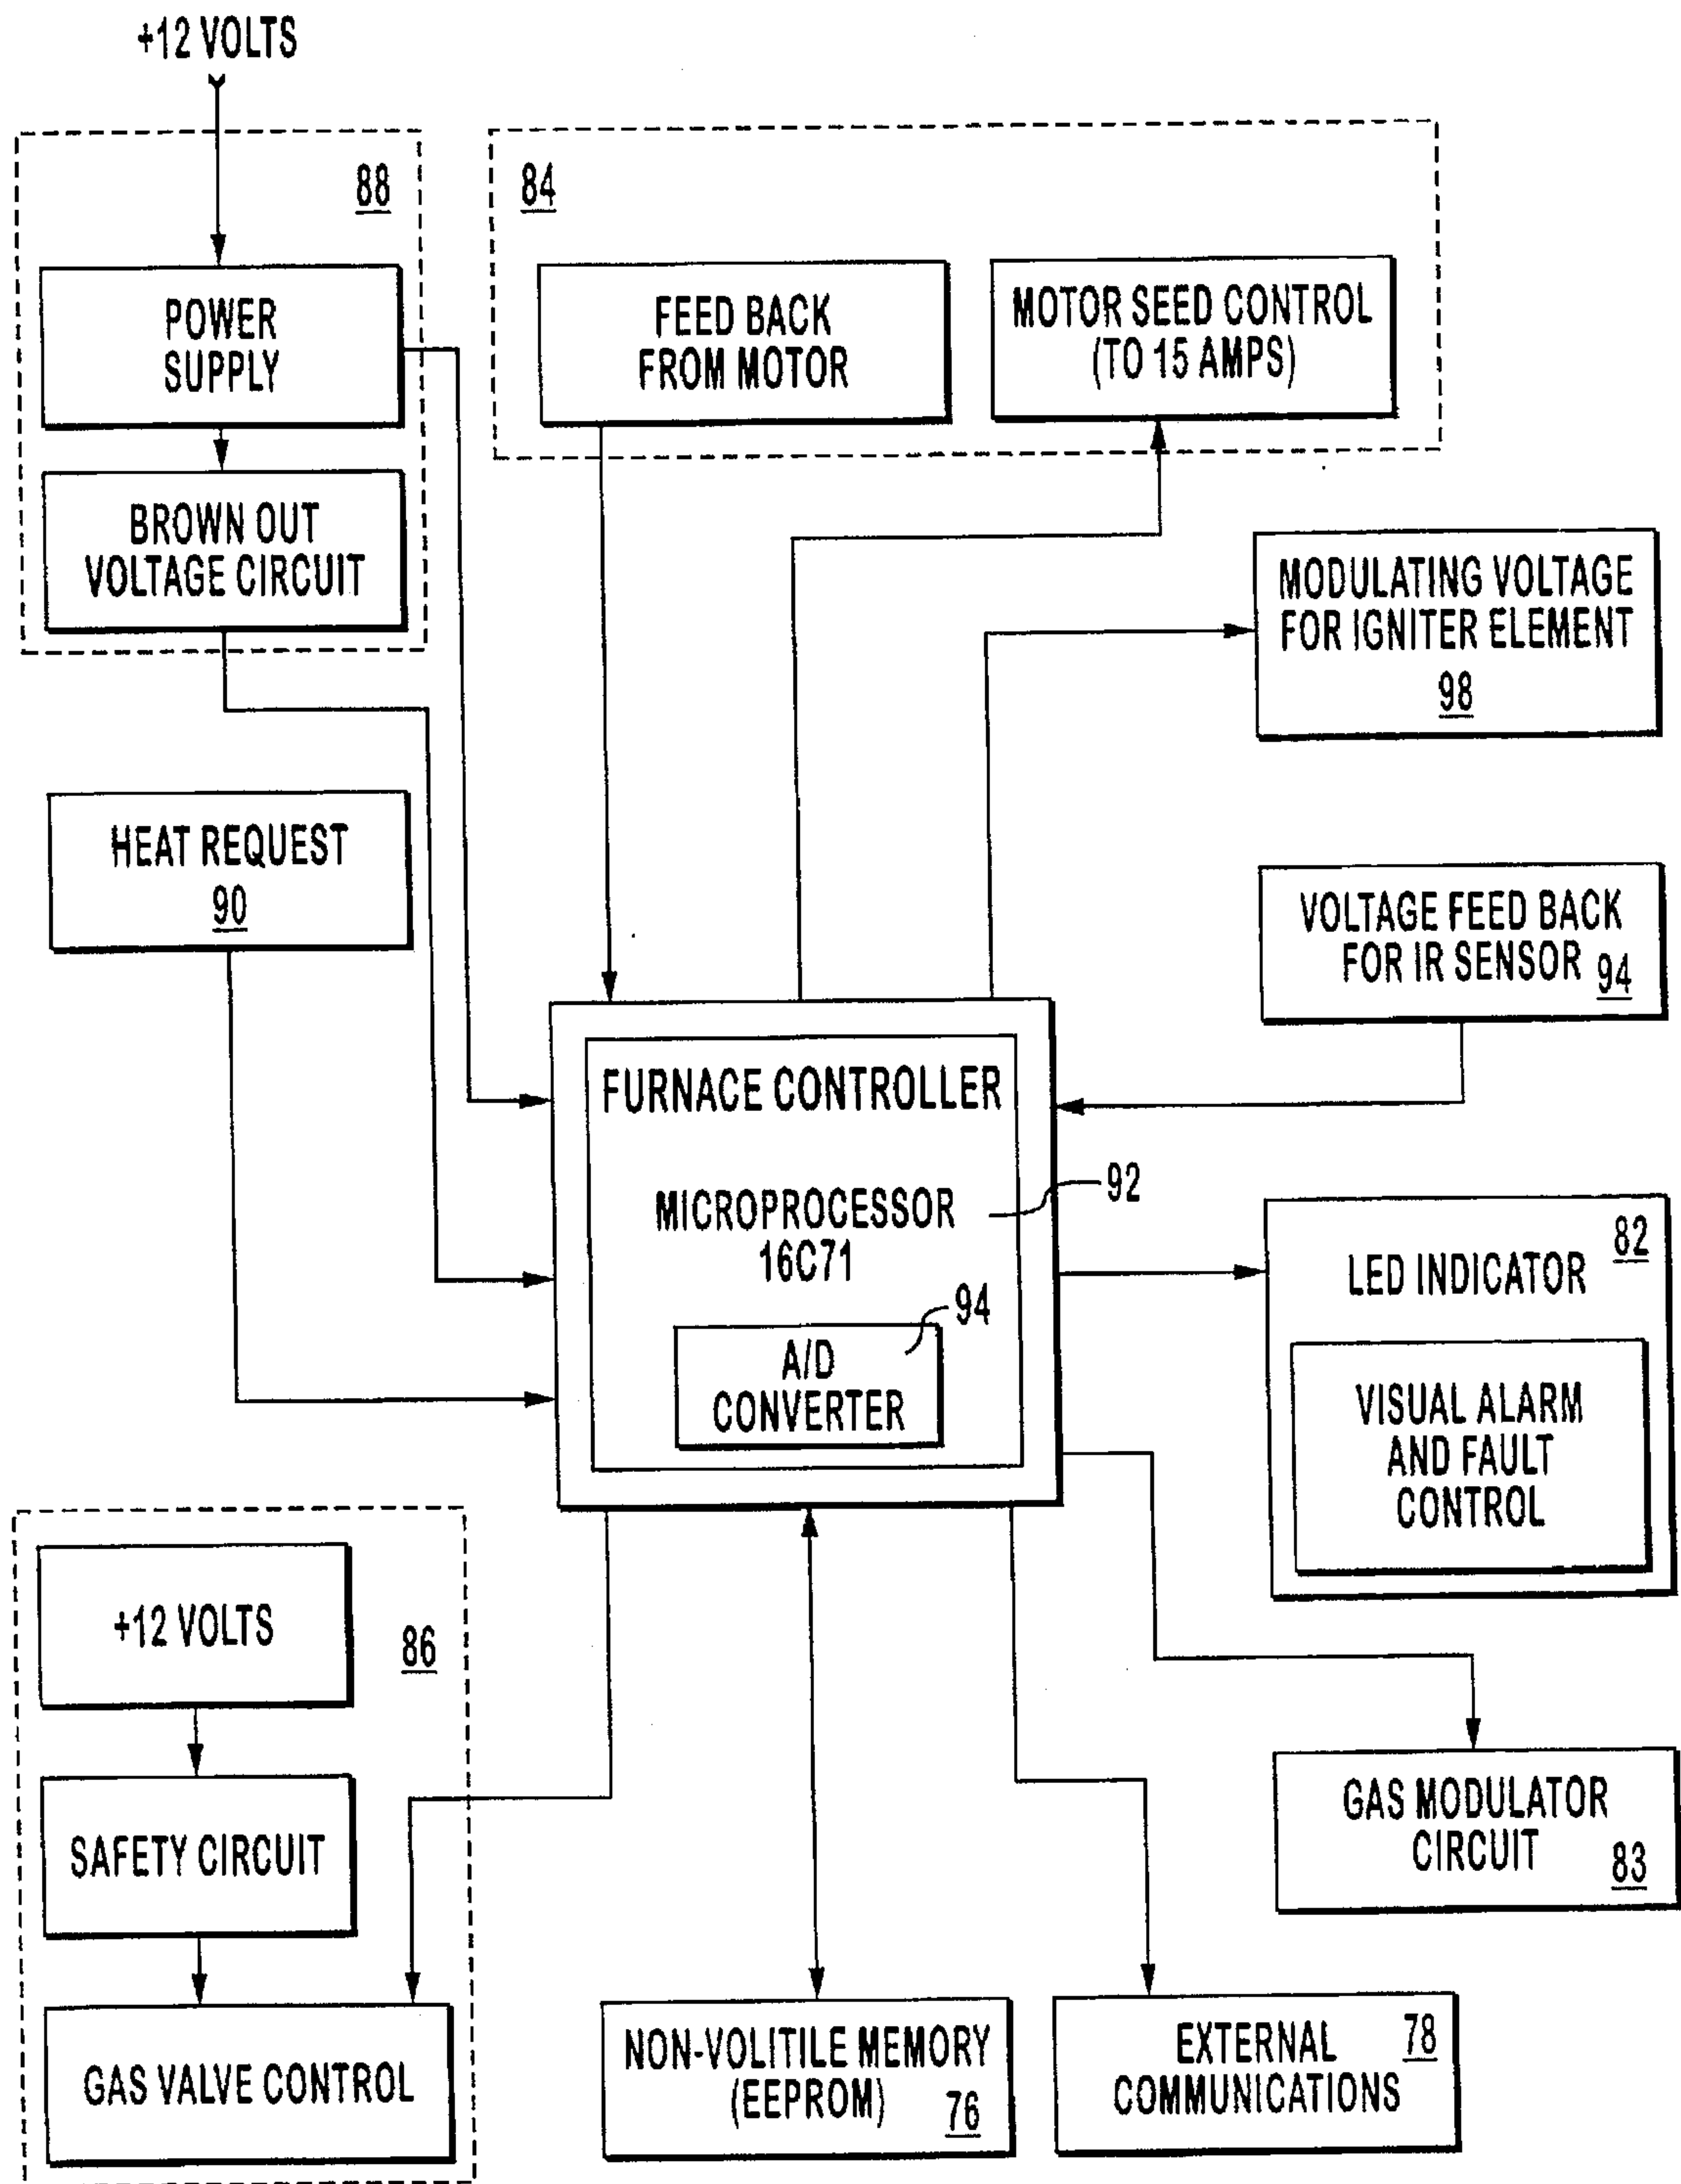 +12 VOLTS
88
POWER
SUPPLY
BROWN OUT
VOLTAGE CIRCUIT
84
FEED BACK
FROM MOTOR
MOTOR SEED CONTROL
(TO 15 AMPS)
MODULATING VOLTAGE
FOR IGNITER ELEMENT
98
HEAT REQUEST
90
VOLTAGE FEED BACK
FOR IR SENSOR 94
FURNACE CONTROLLER
MICROPROCESSOR
16C71
92
94
A/D
CONVERTER
82
LED INDICATOR
VISUAL ALARM
AND FAULT
CONTROL
+12 VOLTS
86
SAFETY CIRCUIT
GAS VALVE CONTROL
GAS MODULATOR
CIRCUIT
83
NON-VOLITILE MEMORY
(EEPROM) 76
EXTERNAL 78
COMMUNICATIONS